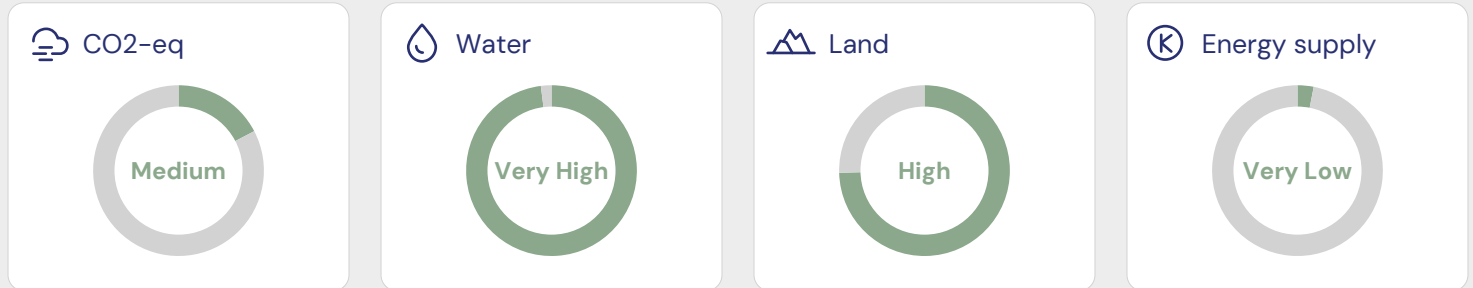 CO2-eq
Medium
Water
Very High
Land
High
Energy supply
Very Low